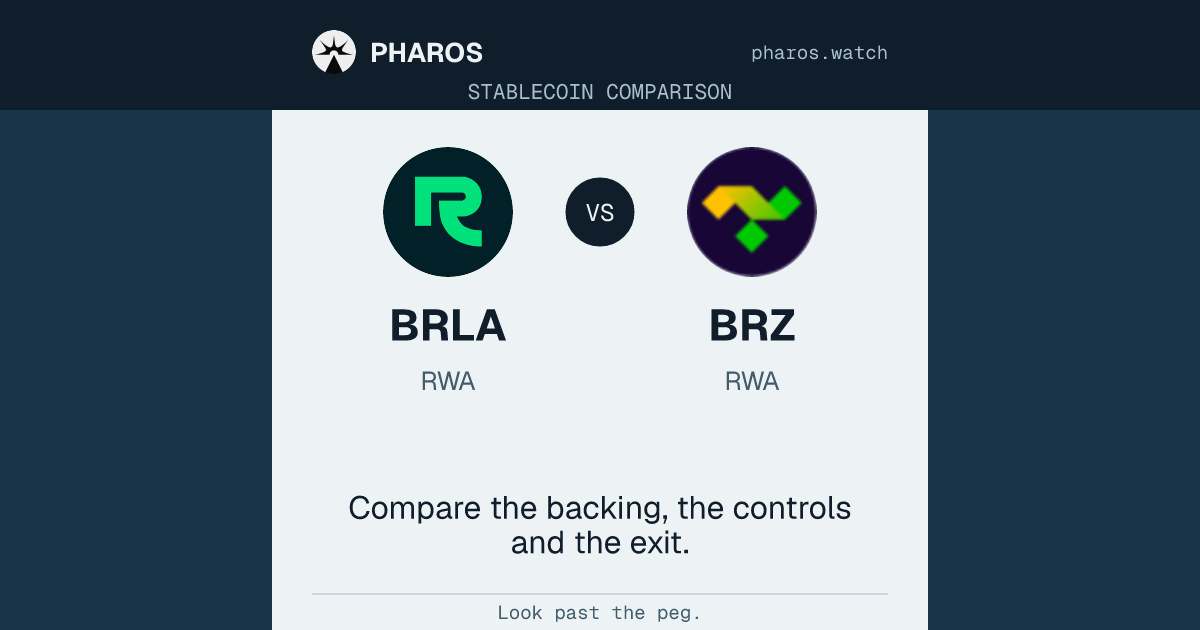 PHAROS
pharos.watch
STABLECOIN COMPARISON
VS
BRLA
BRZ
RWA
RWA
Compare the backing, the controls
and the exit.
Look past the peg.